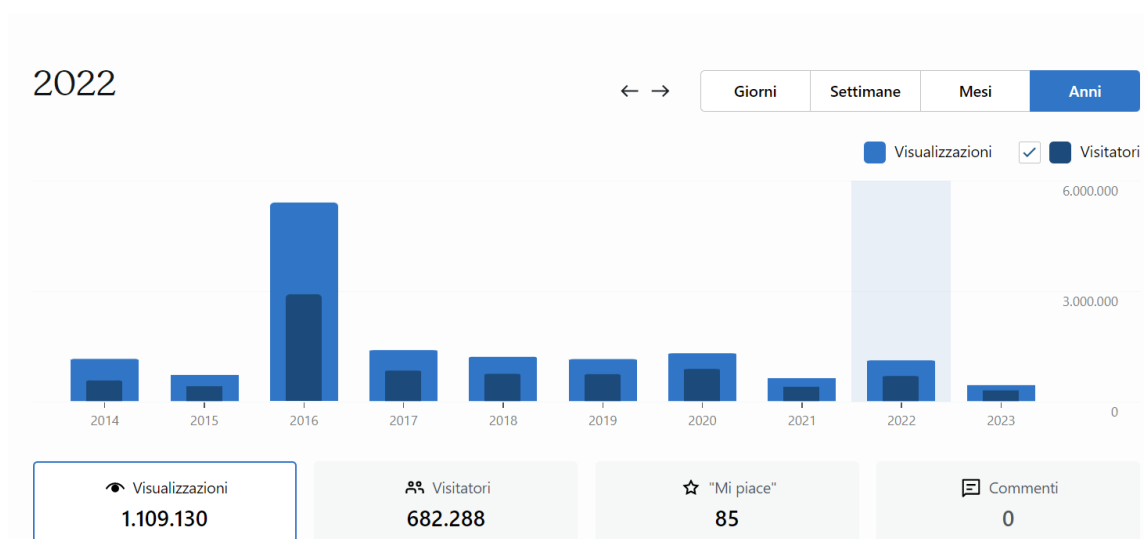 2022
← →
Giorni Settimane Mesi Anni
Visualizzazioni Visitatori
6.000.000
3.000.000
0
2014 2015 2016 2017 2018 2019 2020 2021 2022 2023
Visualizzazioni Visitatori "Mi piace" Commenti
1.109.130 682.288 85 0